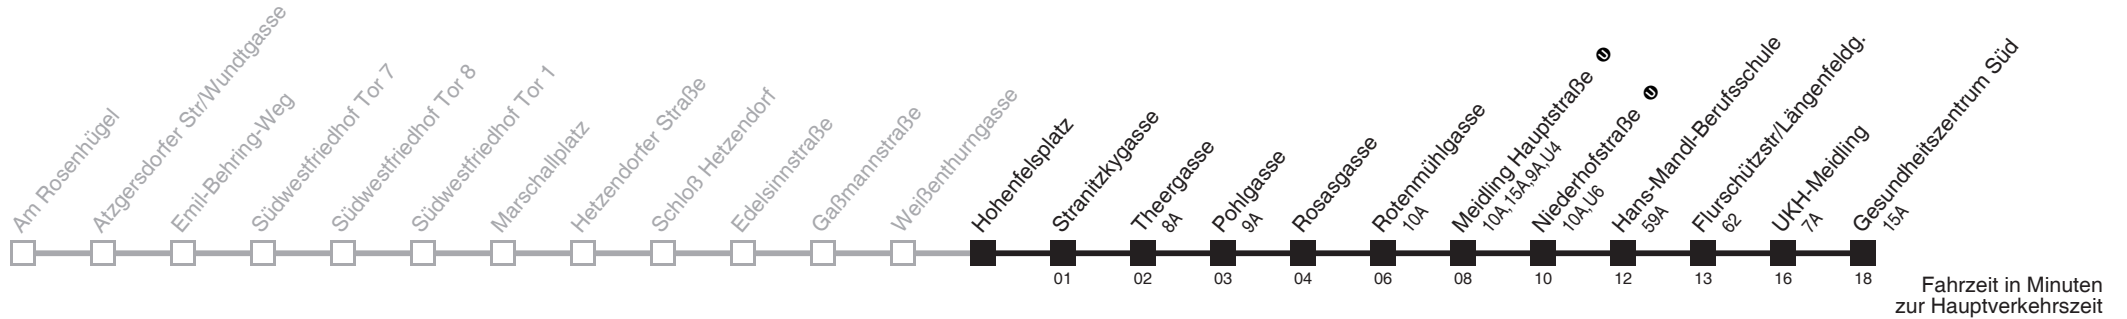 Am Rosenhügel
Atzgersdorfer Str/Wundtgasse
Emil-Behring-Weg
Südwestfriedhof Tor 7
Südwestfriedhof Tor 8
Südwestfriedhof Tor 1
Marschallplatz
Hetzendorfer Straße
Schloß Hetzendorf
Edelsinnstraße
Gaßmannstraße
Weißenthurngasse
Hohenfelsplatz
Stranitzkygasse
01
Theergasse
8A
02
Pohlgasse
9A
03
Rosasgasse
04
Rotenmühlgasse
10A
06
Meidling Hauptstraße U
10A,15A,9A,U4
08
Niederhofstraße U
10A,U6
10
Hans-Mandl-Berufsschule
59A
12
Flurschützstr/Längenfeldg.
62
13
UKH-Meidling
7A
16
Gesundheitszentrum Süd
15A
18
Fahrzeit in Minuten
zur Hauptverkehrszeit